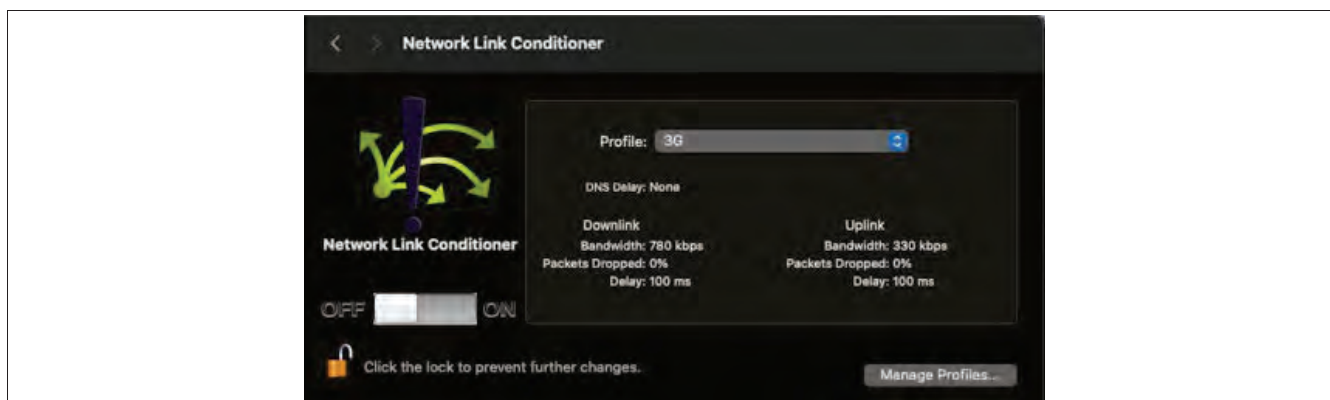 Network Link Conditioner
Profile: 3G
DNS Delay: None
Downlink
Bandwidth: 780 kbps
Packets Dropped: 0%
Delay: 100 ms
Uplink
Bandwidth: 330 kbps
Packets Dropped: 0%
Delay: 100 ms
Network Link Conditioner
OFF ON
Click the lock to prevent further changes.
Manage Profiles...